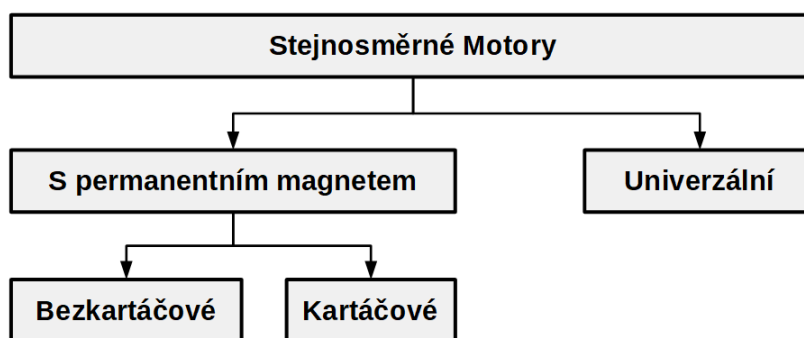 Stejnosměrné Motory
S permanentním magnetem
Univerzální
Bezkartáčové
Kartáčové